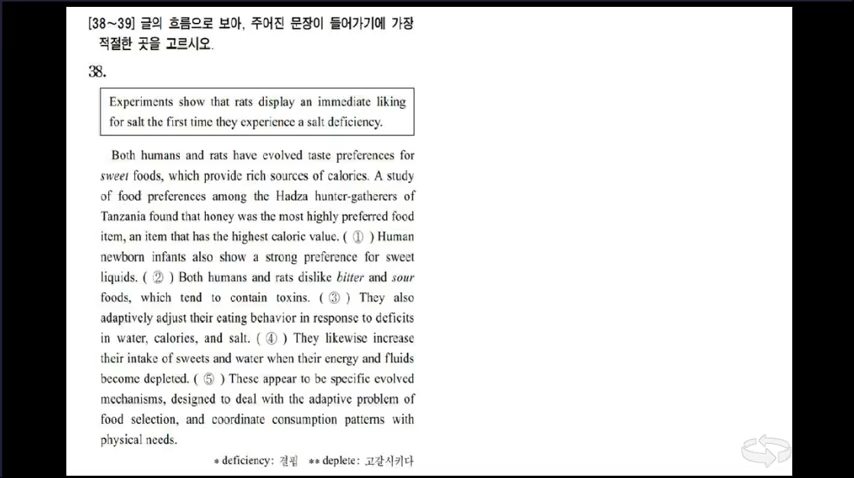 [38~39] 글의 흐름으로 보아, 주어진 문장이 들어가기에 가장
적절한 곳을 고르시오.
38.
Experiments show that rats display an immediate liking
for salt the first time they experience a salt deficiency.
Both humans and rats have evolved taste preferences for
sweet foods, which provide rich sources of calories. A study
of food preferences among the Hadza hunter-gatherers of
Tanzania found that honey was the most highly preferred food
item, an item that has the highest caloric value. ( ① ) Human
newborn infants also show a strong preference for sweet
liquids. ( ② ) Both humans and rats dislike bitter and sour
foods, which tend to contain toxins. ( ③ ) They also
adaptively adjust their eating behavior in response to deficits
in water, calories, and salt. ( ④ ) They likewise increase
their intake of sweets and water when their energy and fluids
become depleted. ( ⑤ ) These appear to be specific evolved
mechanisms, designed to deal with the adaptive problem of
food selection, and coordinate consumption patterns with
physical needs.
* deficiency: 결핍 ** deplete: 고갈시키다